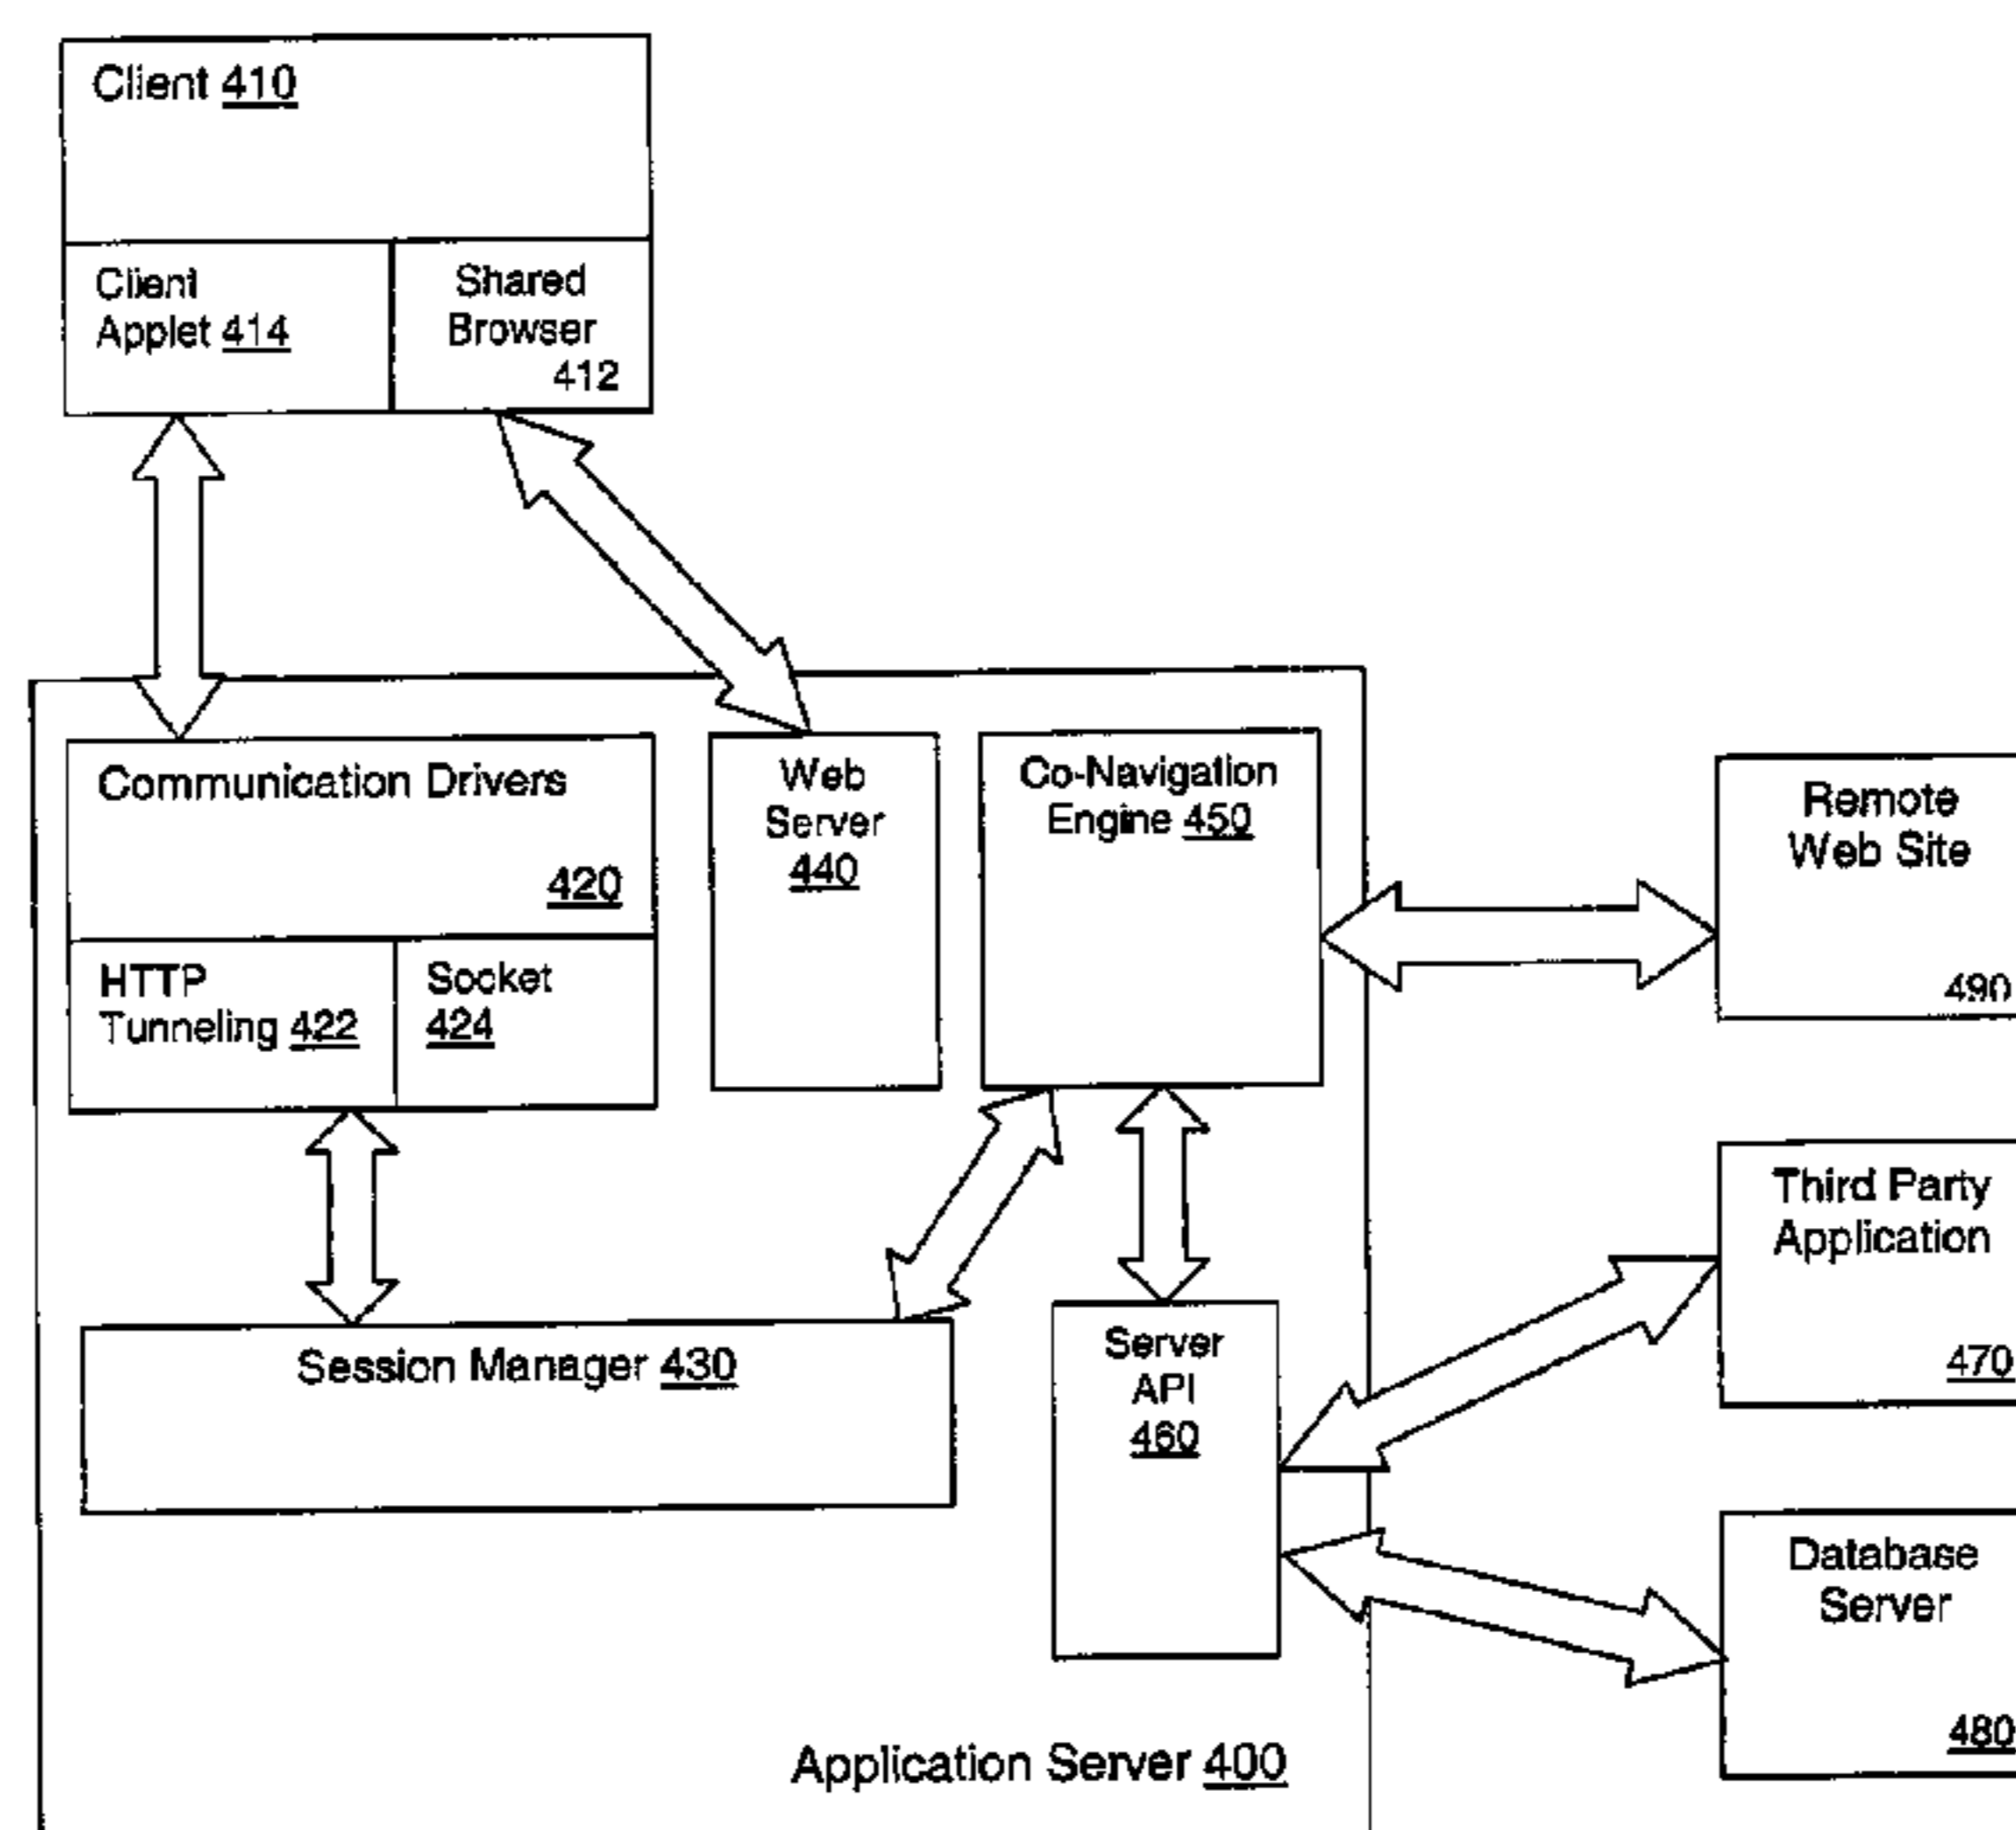 Client 410
Client
Applet 414
Shared
Browser
412
Communication Drivers
420
HTTP
Tunneling 422
Socket
424
Web
Server
440
Co-Navigation
Engine 450
Remote
Web Site
490
Third Party
Application
470
Session Manager 430
Server
API
460
Database
Server
480
Application Server 400